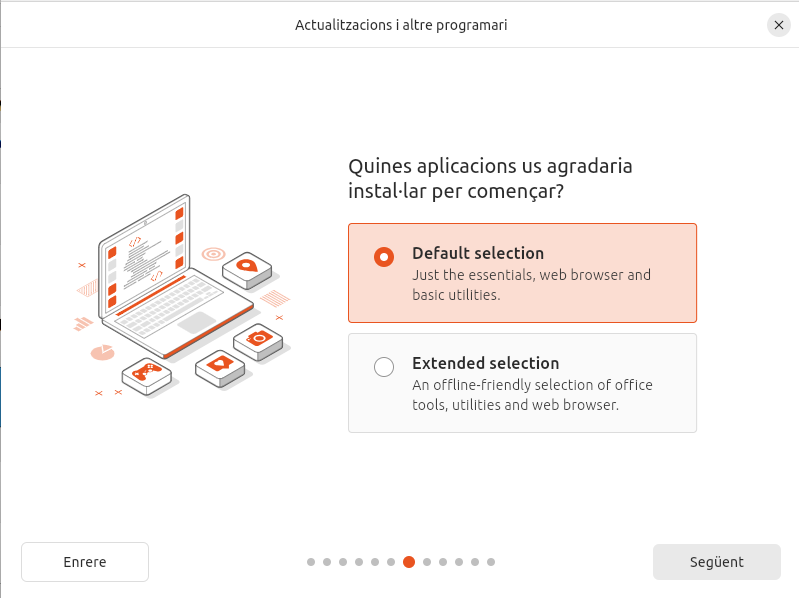 Actualitzacions i altre programari
Quines aplicacions us agradaria
instal·lar per començar?
Default selection
Just the essentials, web browser and
basic utilities.
Extended selection
An offline-friendly selection of office
tools, utilities and web browser.
Enrere
Següent